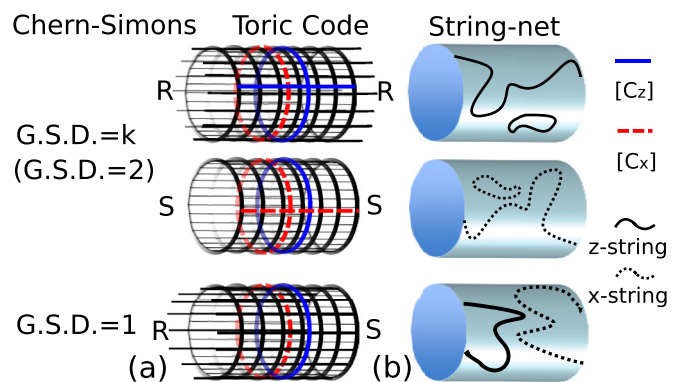 Chern-Simons Toric Code String-net
R R
[Cz]
G.S.D.=k
(G.S.D.=2)
[Cx]
S S
z-string
x-string
G.S.D.=1 R S
(a) (b)